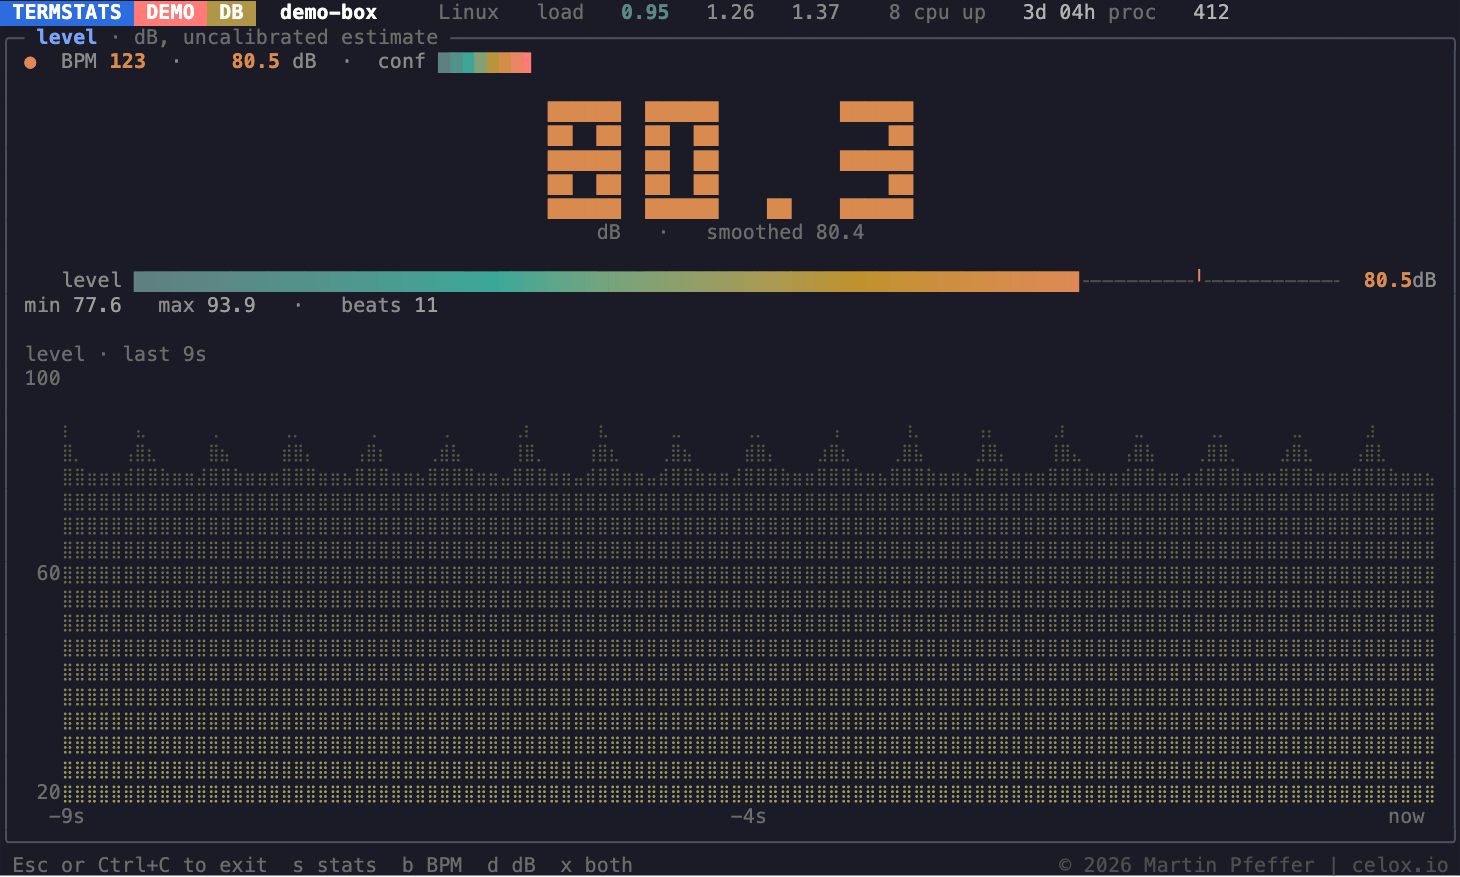 TERMSTATS DEMO DB demo-box Linux load 0.95 1.26 1.37 8 cpu up 3d 04h proc 412
level · dB, uncalibrated estimate
● BPM 123 · 80.5 dB · conf
80.3
dB · smoothed 80.4
level 80.5dB
min 77.6 max 93.9 · beats 11
level · last 9s
100
60
20
−9s −4s now
Esc or Ctrl+C to exit s stats b BPM d dB x both © 2026 Martin Pfeffer | celox.io